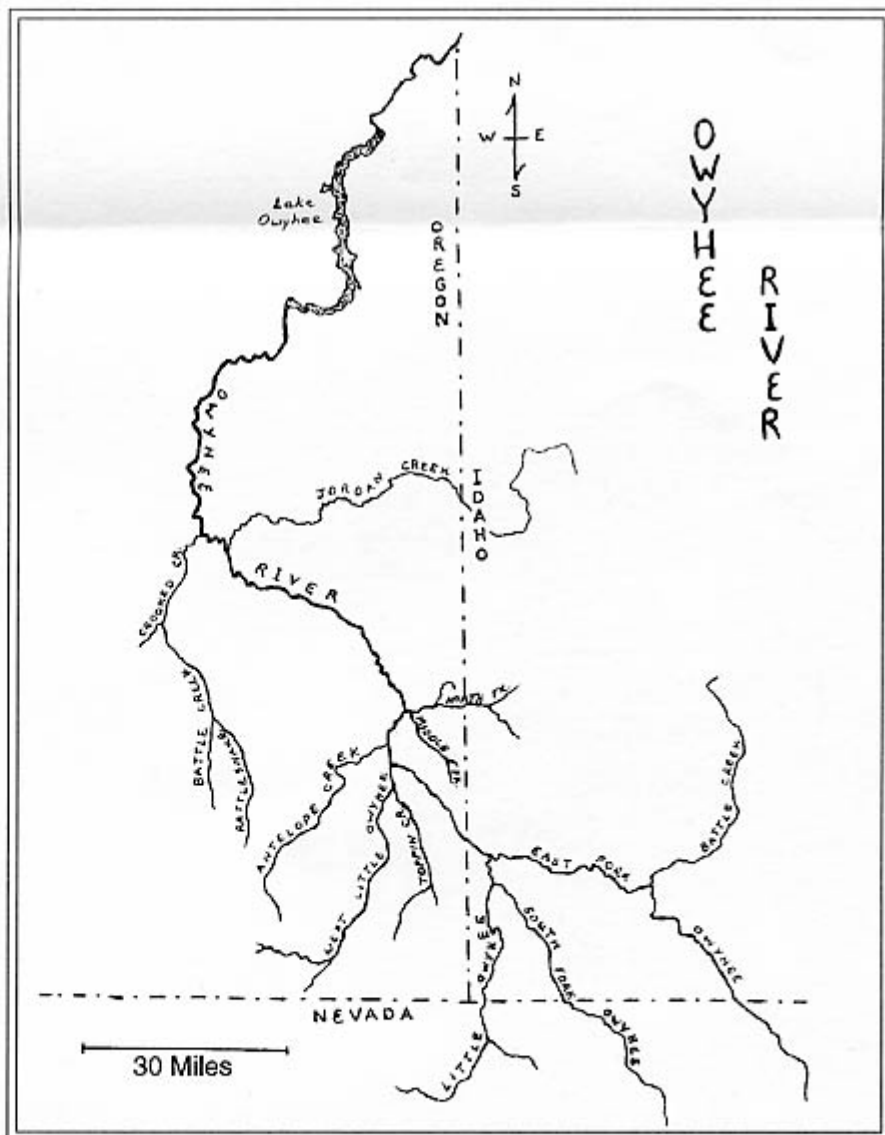 N
W E
S
OWYHEE
RIVER
Lake
Owyhee
OREGON
OWYHEE
JORDAN CREEK
IDAHO
CROOKED CR.
RIVER
NORTH FK
MIDDLE FK
BATTLE CREEK
RATTLESNAKE
ANTELOPE CREEK
WEST LITTLE OWYHEE
TOPPIN CR.
BATTLE CREEK
EAST FORK
OWYHEE
SOUTH FORK
OWYHEE
LITTLE OWYHEE
NEVADA
30 Miles